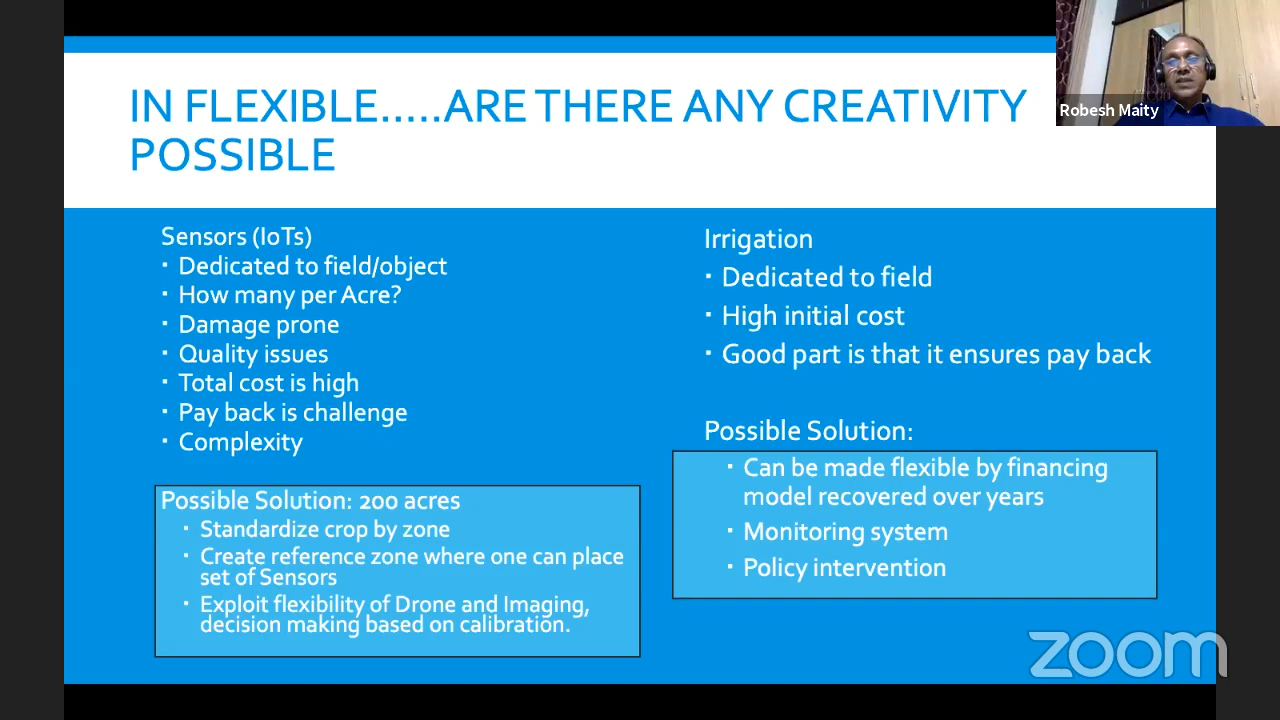 IN FLEXIBLE.....ARE THERE ANY CREATIVITY
POSSIBLE
Robesh Maity
Sensors (IoTs)
▪ Dedicated to field/object
▪ How many per Acre?
▪ Damage prone
▪ Quality issues
▪ Total cost is high
▪ Pay back is challenge
▪ Complexity
Possible Solution: 200 acres
▪ Standardize crop by zone
▪ Create reference zone where one can place
set of Sensors
▪ Exploit flexibility of Drone and Imaging,
decision making based on calibration.
Irrigation
▪ Dedicated to field
▪ High initial cost
▪ Good part is that it ensures pay back
Possible Solution:
▪ Can be made flexible by financing
model recovered over years
▪ Monitoring system
▪ Policy intervention
zoom